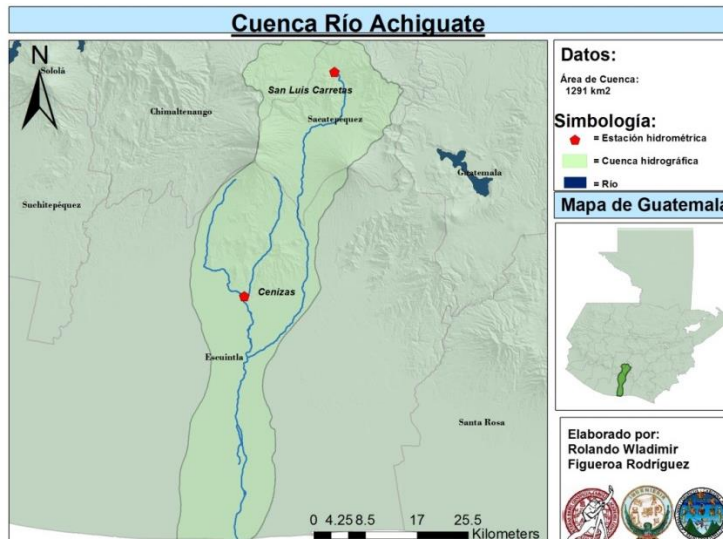 Cuenca Río Achiguate
N
Sololá
Chimaltenango
San Luis Carretas
Sacatepéquez
Guatemala
Suchitepéquez
Cenizas
Escuintla
Santa Rosa
0 4.25 8.5 17 25.5
Kilometers
Datos:
Área de Cuenca:
1291 km2
Simbología:
= Estación hidrométrica
= Cuenca hidrográfica
= Río
Mapa de Guatemala
Elaborado por:
Rolando Wladimir
Figueroa Rodríguez